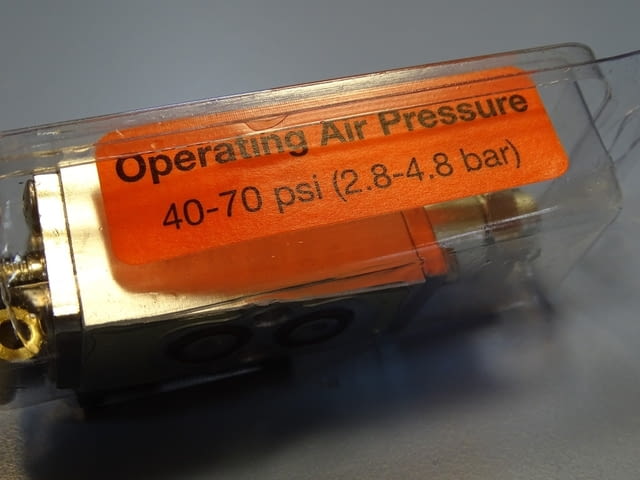 Operating Air Pressure
40-70 psi (2.8-4.8 bar)